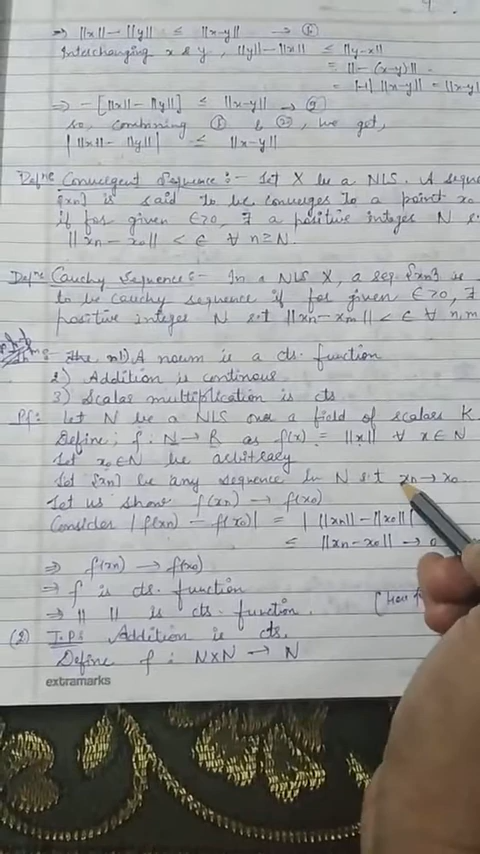 ⇒ ||x|| - ||y|| ≤ ||x-y|| → ①
Interchanging x & y, ||y|| - ||x|| ≤ ||y-x||
= ||-(x-y)||
= |-1| ||x-y|| = ||x-y||
⇒ -[||x|| - ||y||] ≤ ||x-y|| → ②
so, combining ① & ②, we get,
| ||x|| - ||y|| | ≤ ||x-y||
Defn: Convergent Sequence :- Let X be a NLS. A seque
{xn} is said to be converges to a point x0
if for given ε>0, ∃ a positive integer N s.
||xn - x0|| < ε ∀ n≥N.
Defn: Cauchy Sequence :- In a NLS X, a seq. {xn} is
to be cauchy sequence if for given ε>0, ∃
positive integer N s.t ||xn - xm|| < ε ∀ n,m
1) A norm is a cts. function
2) Addition is continous
3) Scalar multiplication is cts.
Pf: Let N be a NLS over a field of scalars K
Define; f: N → R as f(x) = ||x|| ∀ x∈N
Let x0∈N be arbitrary
Let {xn} be any sequence in N s.t xn → x0
Let us show f(xn) → f(x0)
Consider |f(xn) - f(x0)| = | ||xn|| - ||x0|| |
≤ ||xn - x0|| → 0
⇒ f(xn) → f(x0)
⇒ f is cts. function
⇒ || || is cts. function.
(2) T.P: Addition is cts.
Define f: N×N → N
extramarks